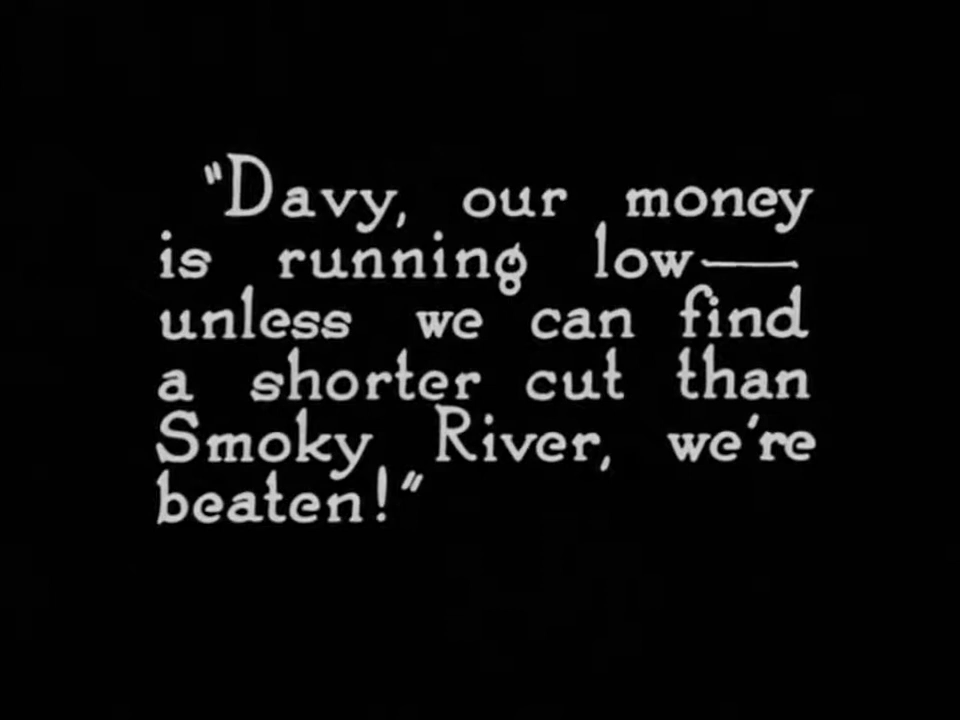 "Davy, our money
is running low—
unless we can find
a shorter cut than
Smoky River, we're
beaten!"